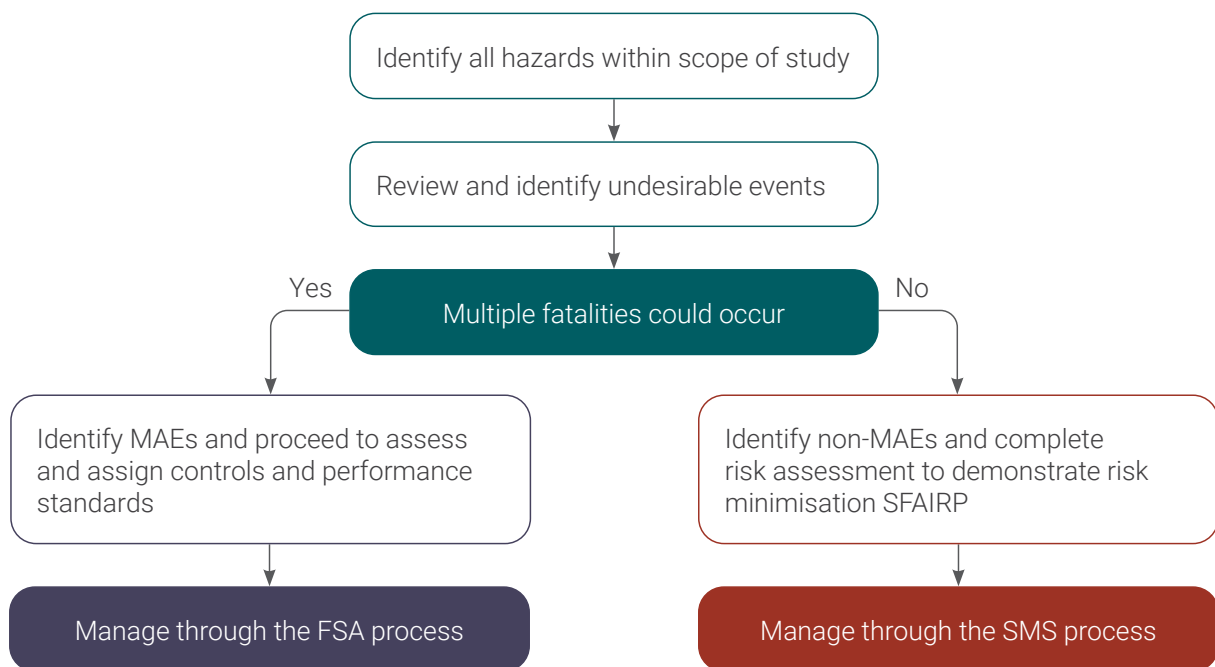 Identify all hazards within scope of study
Review and identify undesirable events
Yes
No
Multiple fatalities could occur
Identify MAEs and proceed to assess
and assign controls and performance
standards
Identify non-MAEs and complete
risk assessment to demonstrate risk
minimisation SFAIRP
Manage through the FSA process
Manage through the SMS process